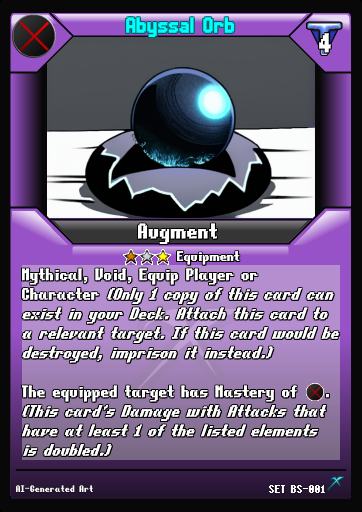 Abyssal Orb
4
Augment
Equipment
Mythical, Void, Equip Player or
Character (Only 1 copy of this card can
exist in your Deck. Attach this card to
a relevant target. If this card would be
destroyed, imprison it instead.)
The equipped target has Mastery of .
(This card's Damage with Attacks that
have at least 1 of the listed elements
is doubled.)
AI-Generated Art
SET BS-001